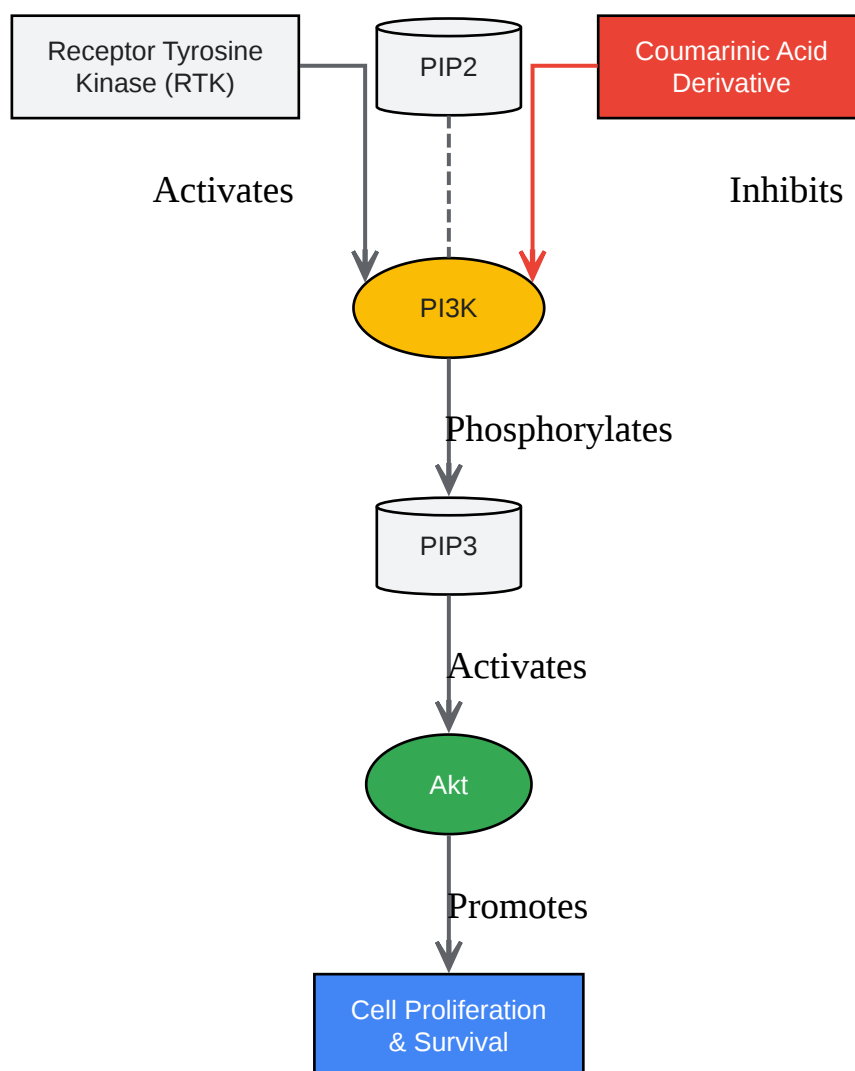 Receptor Tyrosine
Kinase (RTK)
PIP2
Coumarinic Acid
Derivative
Activates
Inhibits
PI3K
Phosphorylates
PIP3
Activates
Akt
Promotes
Cell Proliferation
& Survival